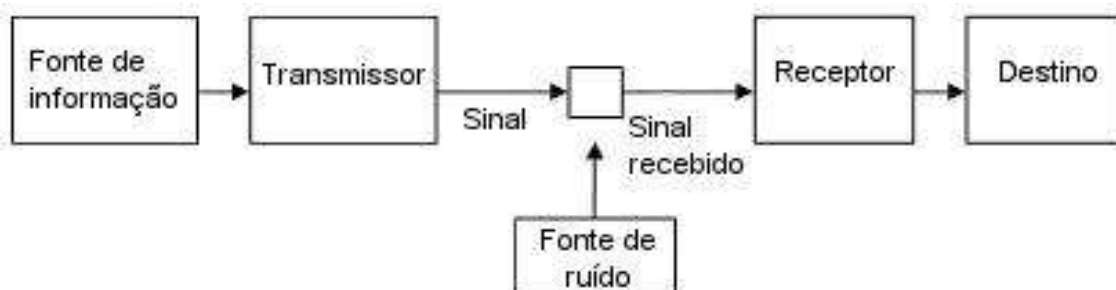 Fonte de
informação
Transmissor
Sinal
Sinal
recebido
Receptor
Destino
Fonte de
ruído